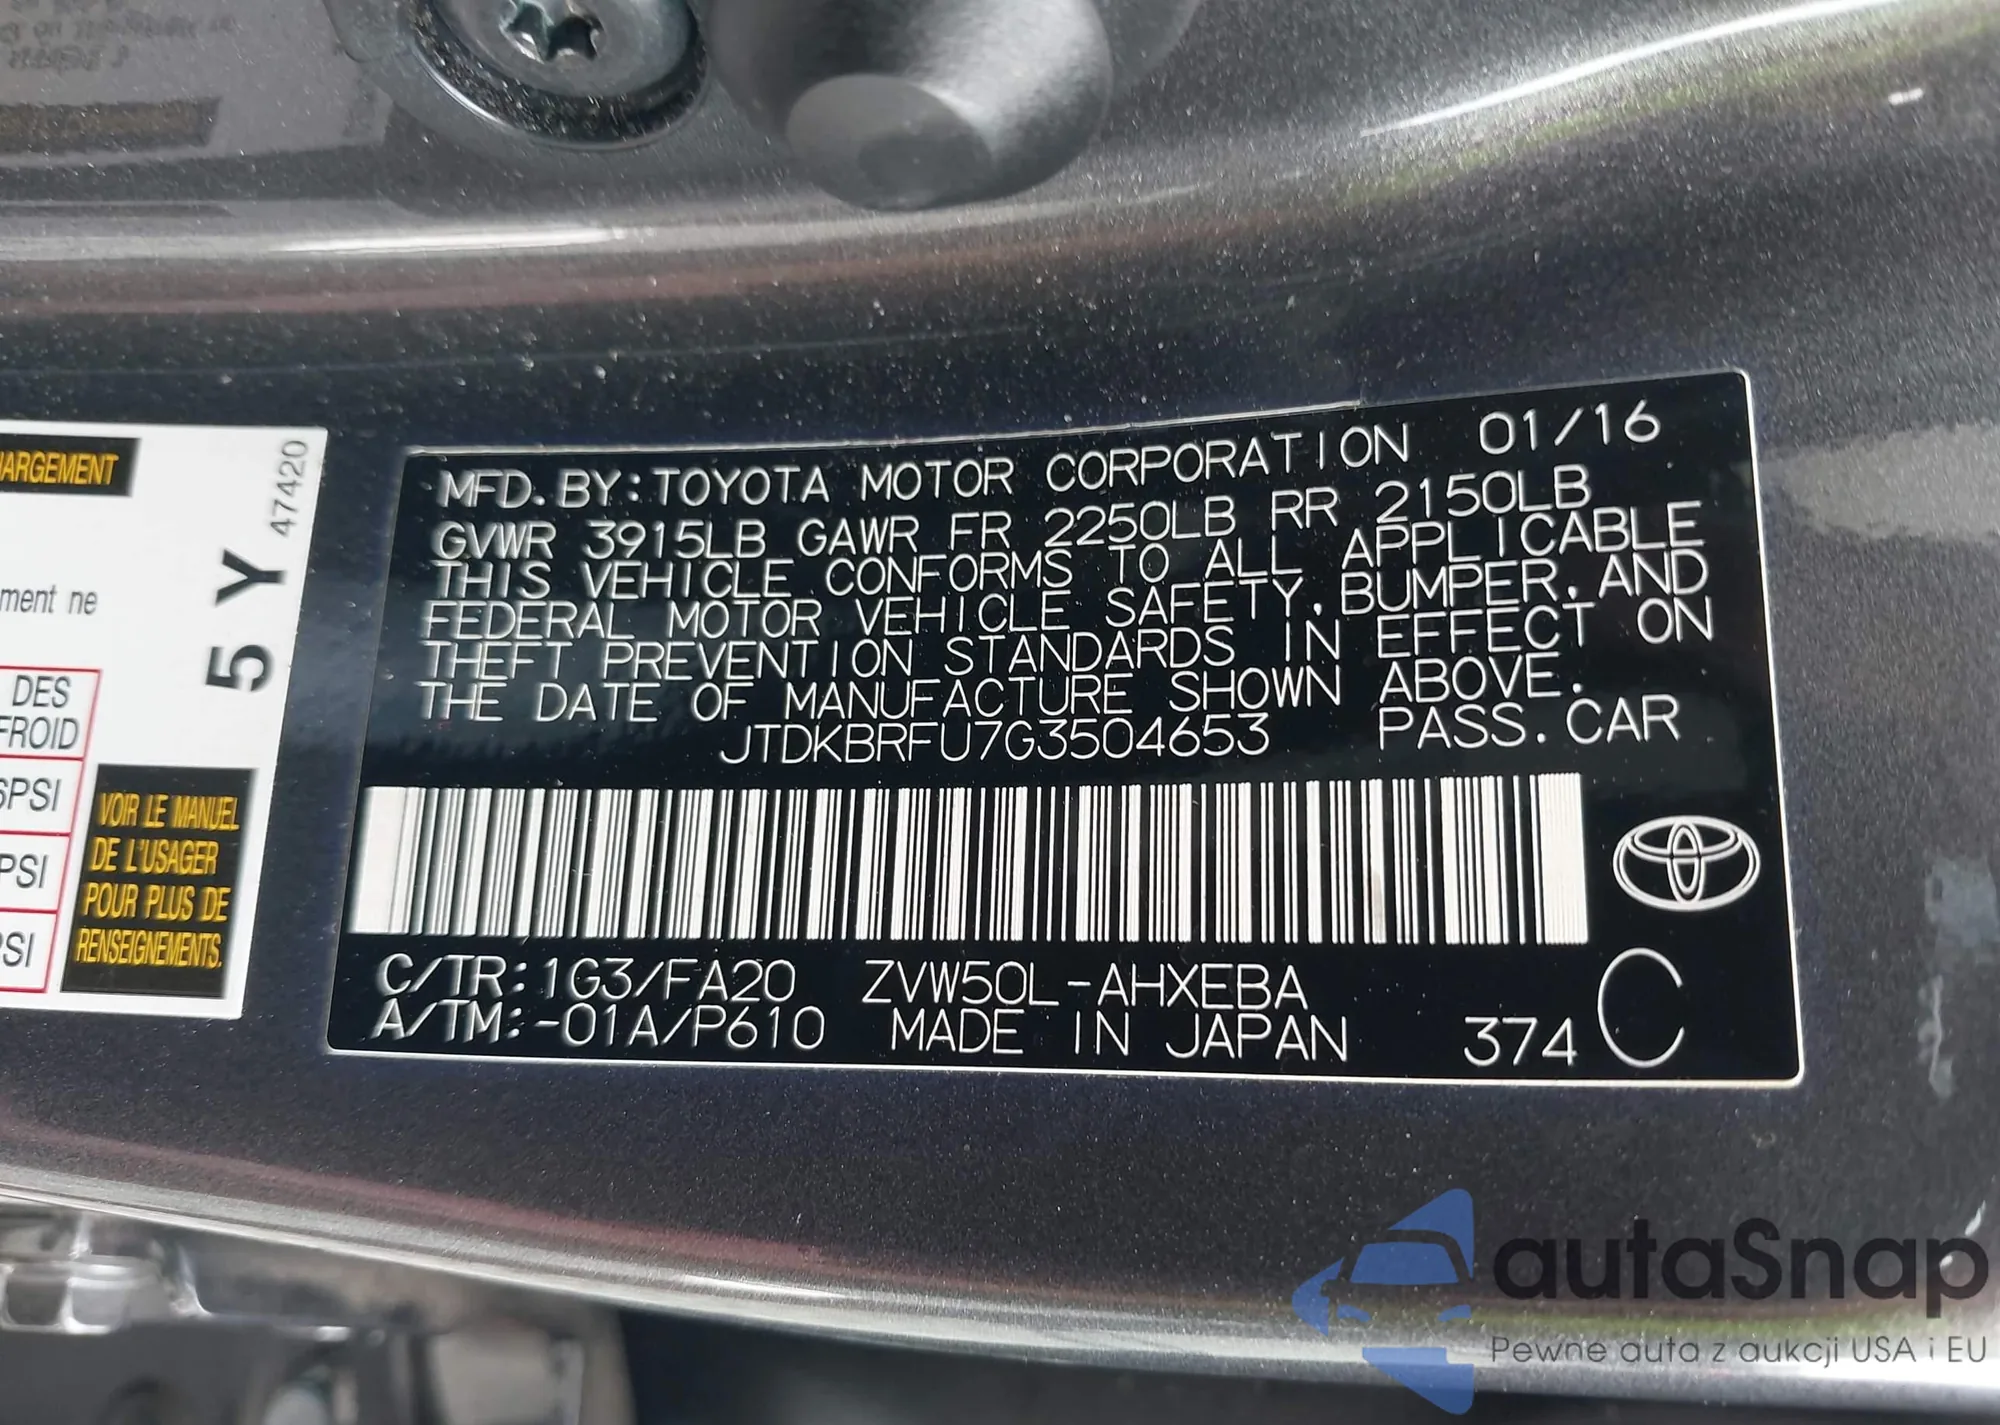 MFD. BY: TOYOTA MOTOR CORPORATION 01/16
GVWR 3915LB GAWR FR 2250LB RR 2150LB
THIS VEHICLE CONFORMS TO ALL APPLICABLE
FEDERAL MOTOR VEHICLE SAFETY, BUMPER, AND
THEFT PREVENTION STANDARDS IN EFFECT ON
THE DATE OF MANUFACTURE SHOWN ABOVE.
JTDKBRFU7G3504653 PASS. CAR
C/TR: 1G3/FA20 ZVW50L-AHXEBA
A/TM: -01A/P610 MADE IN JAPAN 374 C
5Y 47420
ment ne
DES
FROID
PSI
PSI
VOIR LE MANUEL
DE L'USAGER
POUR PLUS DE
RENSEIGNEMENTS.
autaSnap
Pewne auta z aukcji USA i EU